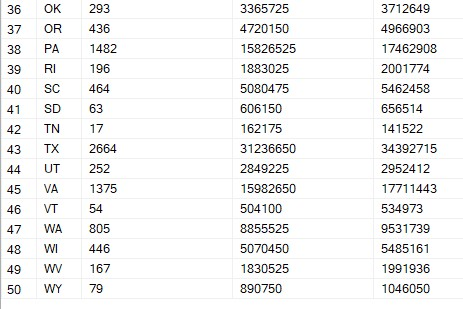 36 OK 293 3365725 3712649
37 OR 436 4720150 4966903
38 PA 1482 15826525 17462908
39 RI 196 1883025 2001774
40 SC 464 5080475 5462458
41 SD 63 606150 656514
42 TN 17 162175 141522
43 TX 2664 31236650 34392715
44 UT 252 2849225 2952412
45 VA 1375 15982650 17711443
46 VT 54 504100 534973
47 WA 805 8855525 9531739
48 WI 446 5070450 5485161
49 WV 167 1830525 1991936
50 WY 79 890750 1046050